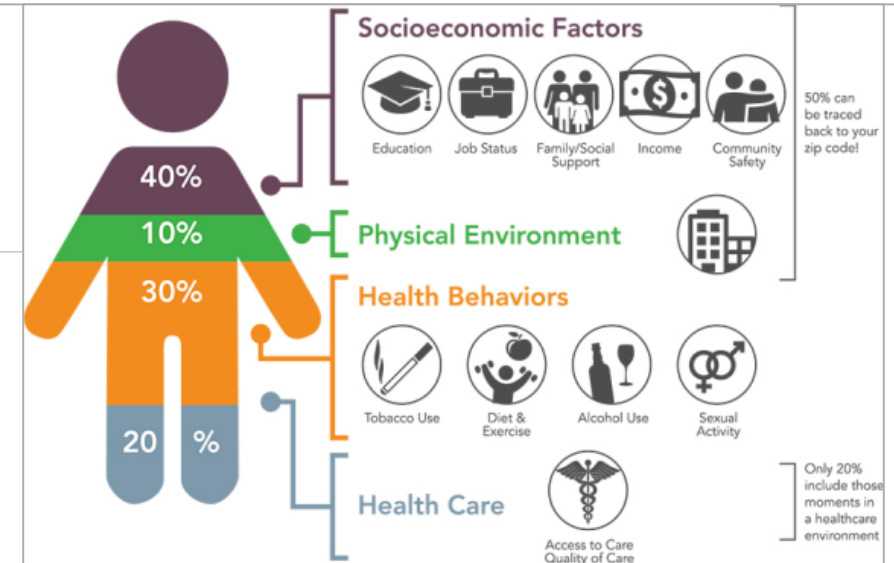 Socioeconomic Factors
Education
Job Status
Family/Social
Support
Income
Community
Safety
50% can
be traced
back to your
zip code!
40%
10%
Physical Environment
30%
Health Behaviors
Tobacco Use
Diet &
Exercise
Alcohol Use
Sexual
Activity
20 %
Health Care
Access to Care
Quality of Care
Only 20%
include those
moments in
a healthcare
environment